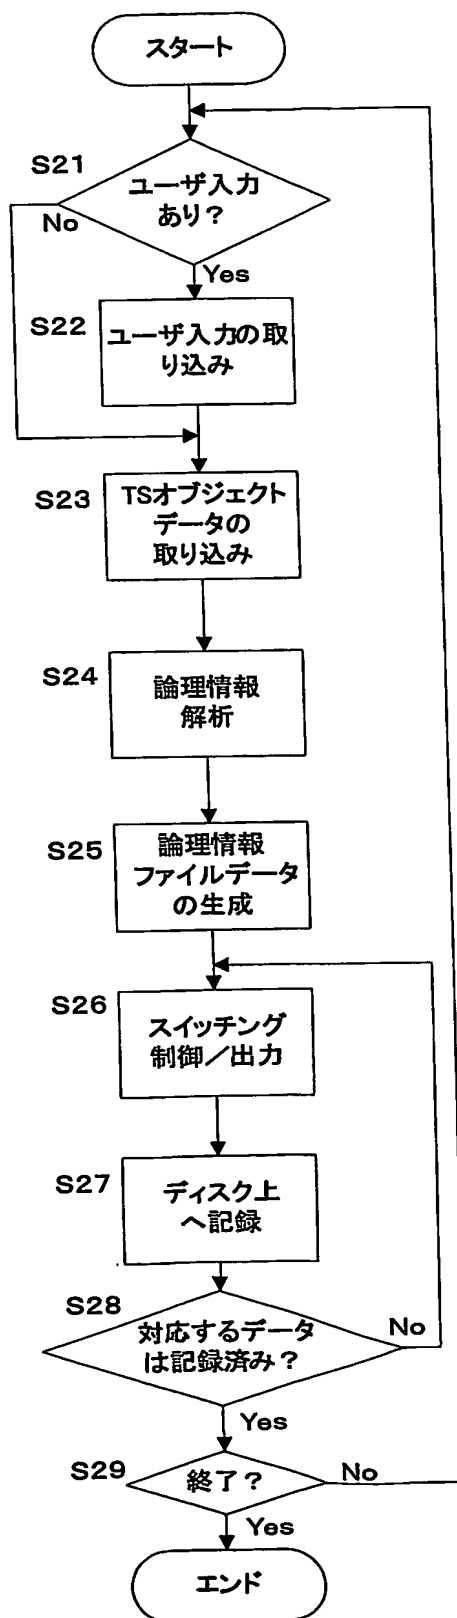 スタート
S21
ユーザ入力
あり？
No
Yes
S22
ユーザ入力の取
り込み
S23
TSオブジェクト
データの
取り込み
S24
論理情報
解析
S25
論理情報
ファイルデータ
の生成
S26
スイッチング
制御／出力
S27
ディスク上
へ記録
S28
対応するデータ
は記録済み？
No
Yes
S29
終了？
No
Yes
エンド